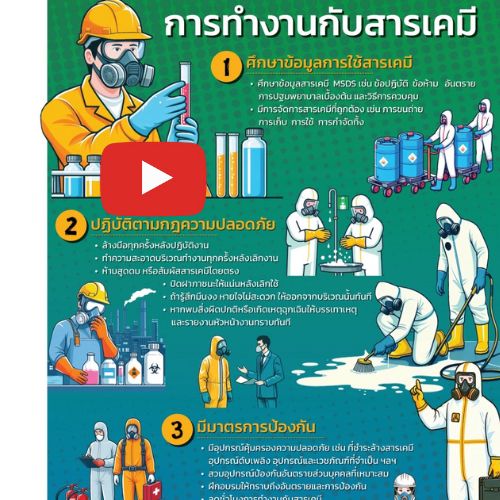 การทำงานกับสารเคมี
1 ศึกษาข้อมูลการใช้สารเคมี
• ศึกษาข้อมูลสารเคมี MSDS เช่น ข้อปฏิบัติ ข้อห้าม อันตราย
การปฐมพยาบาลเบื้องต้น และวิธีการควบคุม
• มีการจัดการสารเคมีที่ถูกต้อง เช่น การขนถ่าย
การเก็บ การใช้ การกำจัดทิ้ง
2 ปฏิบัติตามกฎความปลอดภัย
• ล้างมือทุกครั้งหลังปฏิบัติงาน
• ทำความสะอาดบริเวณทำงานทุกครั้งหลังเลิกงาน
• ห้ามสูดดม หรือสัมผัสสารเคมีโดยตรง
• ปิดฝาภาชนะให้แน่นหลังเลิกใช้
• ถ้ารู้สึกมึนงง หายใจไม่สะดวก ให้ออกจากบริเวณนั้นทันที
• หากพบสิ่งผิดปกติหรือเกิดเหตุฉุกเฉินให้บรรเทาเหตุ
และรายงานหัวหน้างานทราบทันที
3 มีมาตรการป้องกัน
• มีอุปกรณ์คุ้มครองความปลอดภัย เช่น ที่ชำระล้างสารเคมี
อุปกรณ์ดับเพลิง อุปกรณ์และเวชภัณฑ์ที่จำเป็น ฯลฯ
• สวมอุปกรณ์ป้องกันอันตรายส่วนบุคคลที่เหมาะสม
• ฝึกอบรมให้ทราบถึงอันตรายและการป้องกัน
• ลดชั่วโมงการทำงานกับสารเคมี